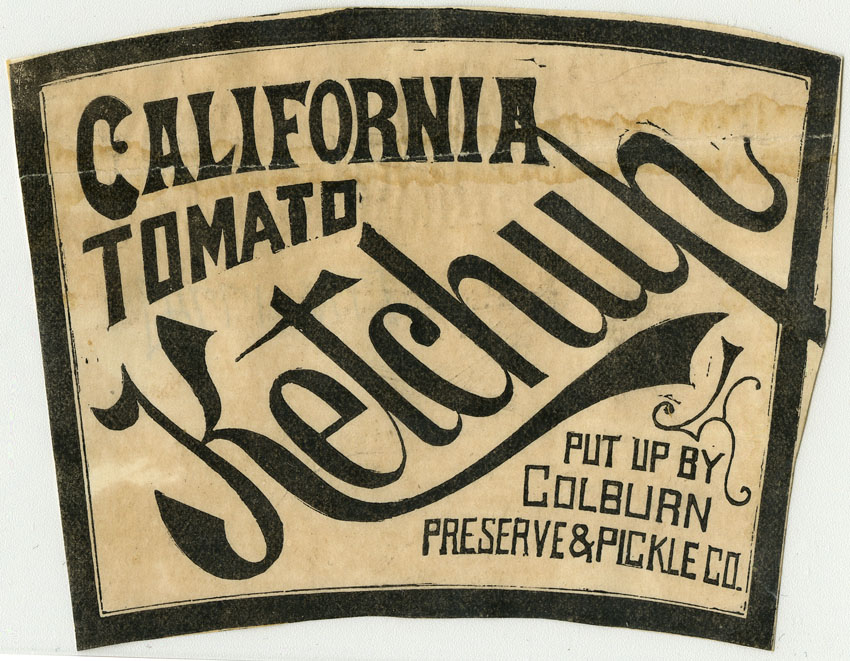 CALIFORNIA
TOMATO
Ketchup
PUT UP BY
COLBURN
PRESERVE & PICKLE CO.